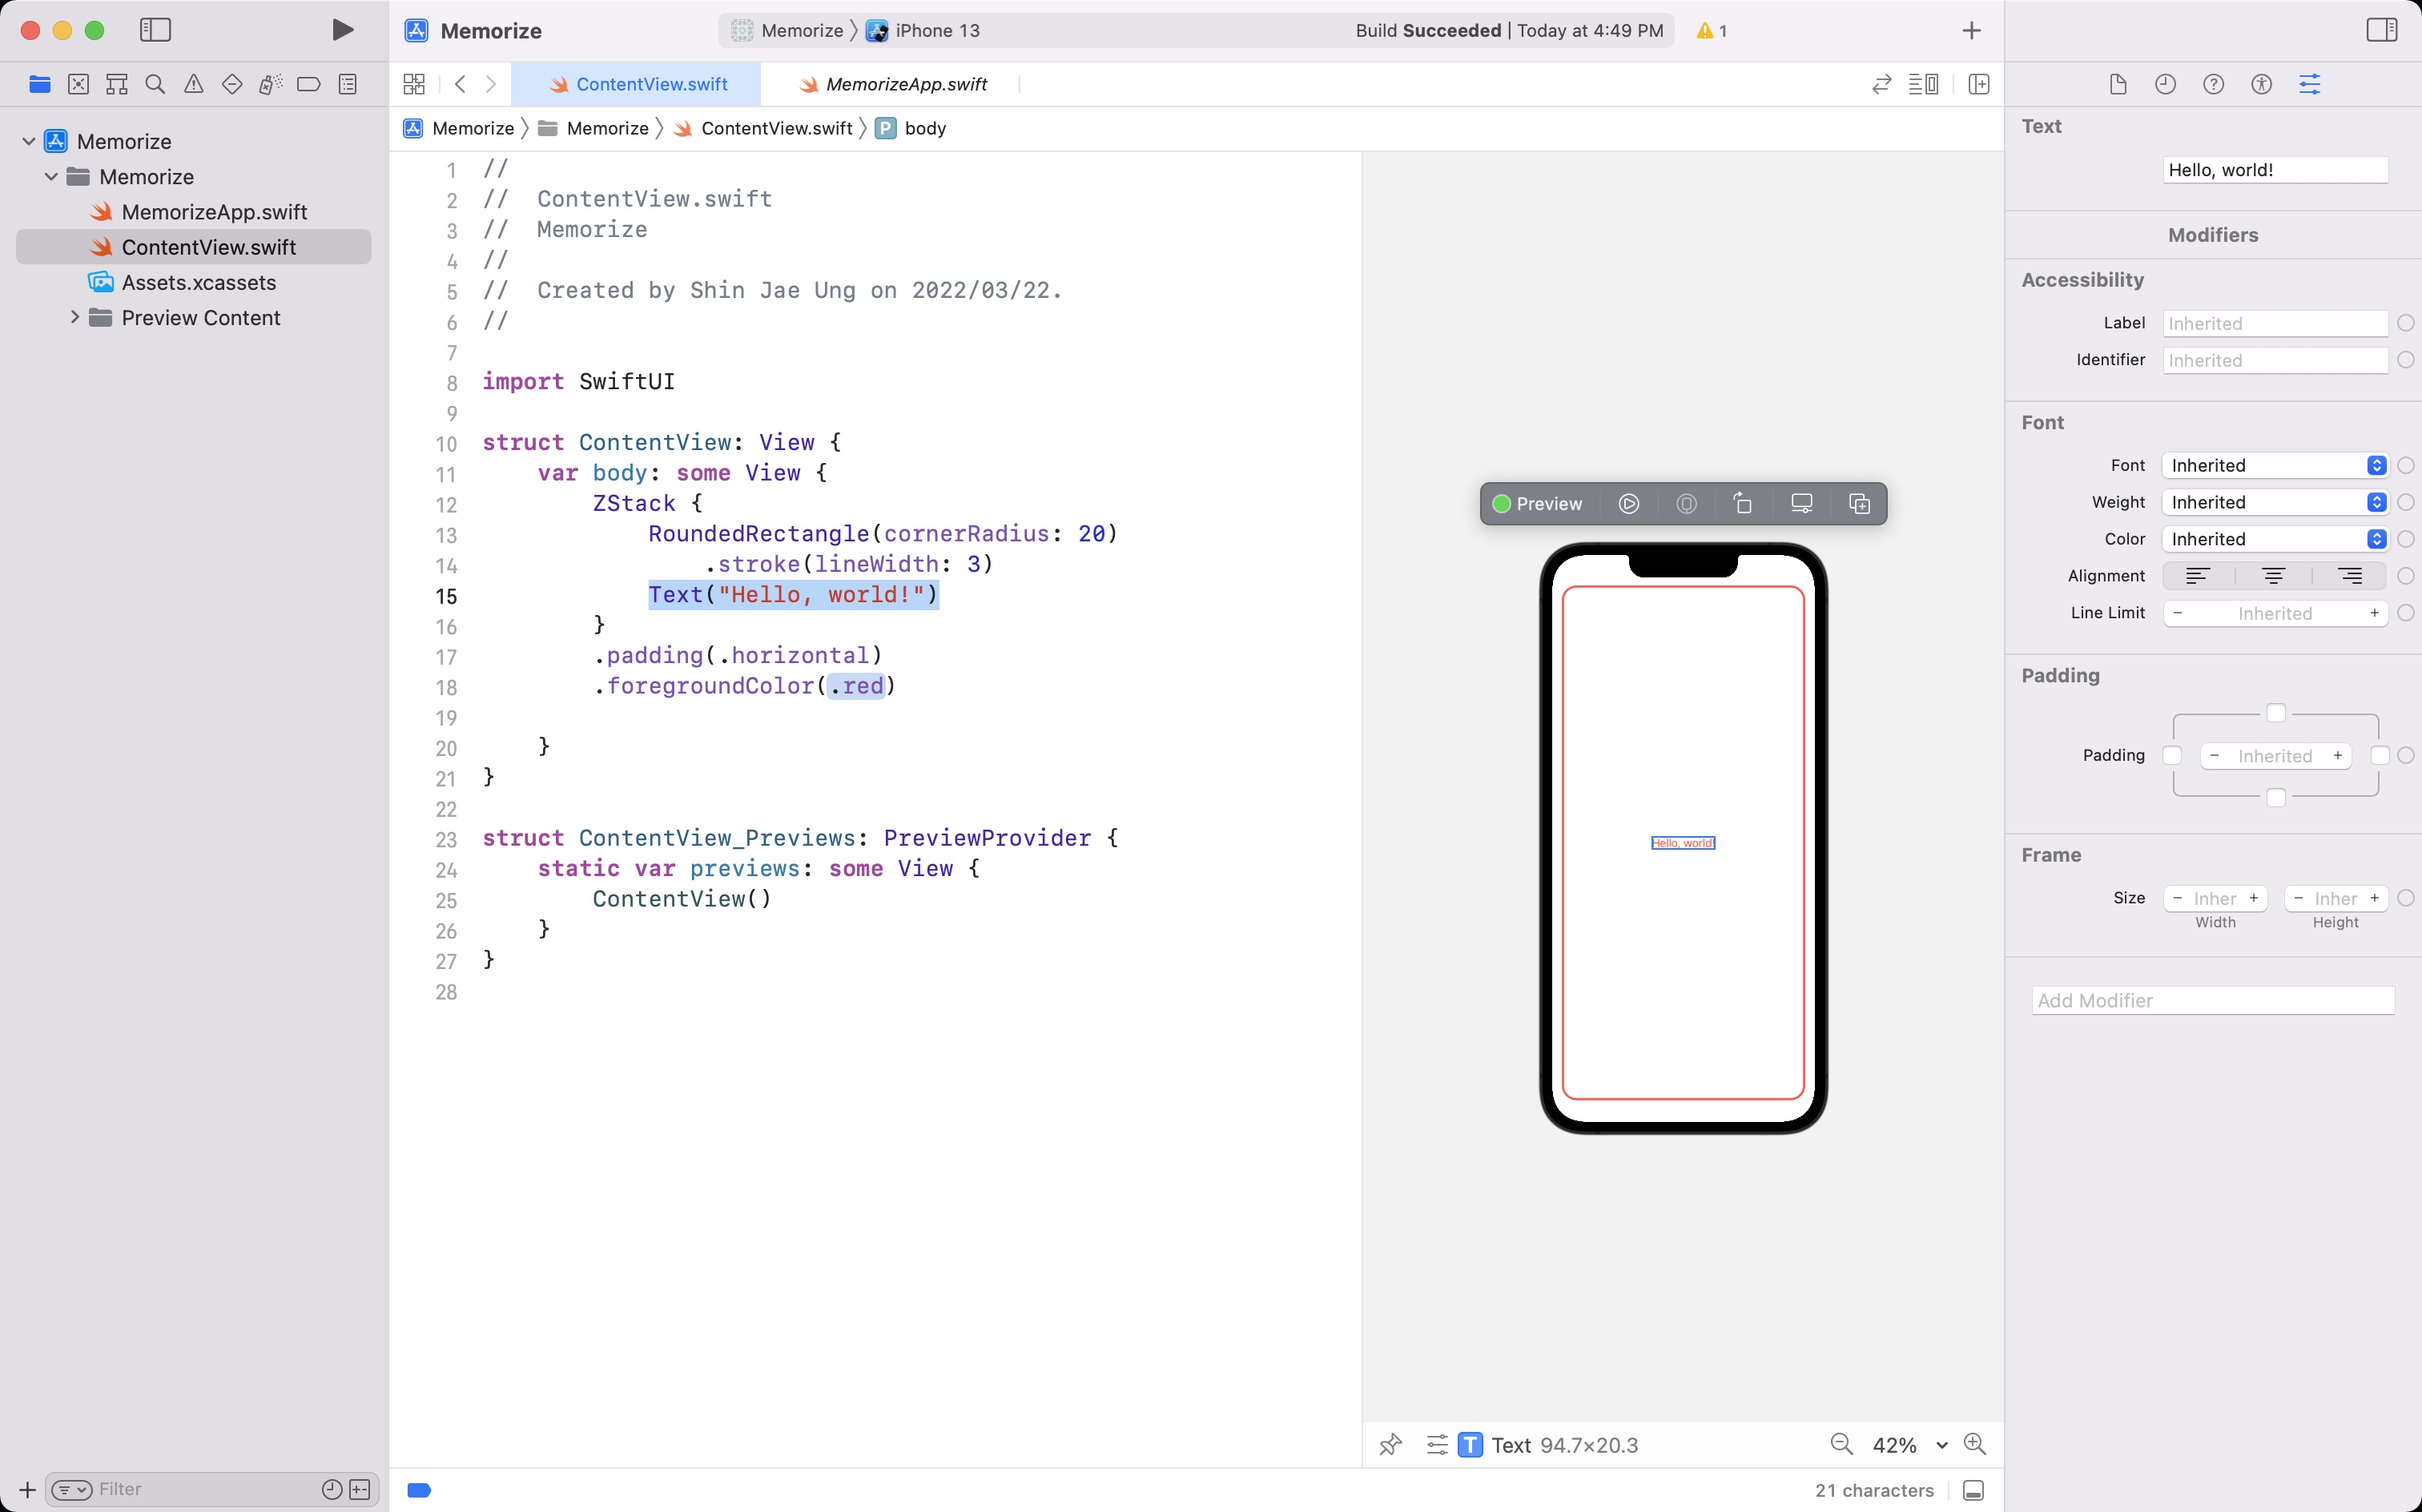 Memorize
Memorize
iPhone 13
Build Succeeded | Today at 4:49 PM
1
ContentView.swift
MemorizeApp.swift
Memorize
Memorize
ContentView.swift
P
body
Memorize
Memorize
MemorizeApp.swift
ContentView.swift
Assets.xcassets
Preview Content
1 //
2 //  ContentView.swift
3 //  Memorize
4 //
5 //  Created by Shin Jae Ung on 2022/03/22.
6 //
7
8 import SwiftUI
9
10 struct ContentView: View {
11     var body: some View {
12         ZStack {
13             RoundedRectangle(cornerRadius: 20)
14                 .stroke(lineWidth: 3)
15             Text("Hello, world!")
16         }
17         .padding(.horizontal)
18         .foregroundColor(.red)
19
20     }
21 }
22
23 struct ContentView_Previews: PreviewProvider {
24     static var previews: some View {
25         ContentView()
26     }
27 }
28
Preview
Hello, world!
Text
Hello, world!
Modifiers
Accessibility
Label
Inherited
Identifier
Inherited
Font
Font
Inherited
Weight
Inherited
Color
Inherited
Alignment
Line Limit
− Inherited +
Padding
Padding
− Inherited +
Frame
Size
− Inher +
− Inher +
Width
Height
Add Modifier
T
Text 94.7×20.3
42%
Filter
21 characters